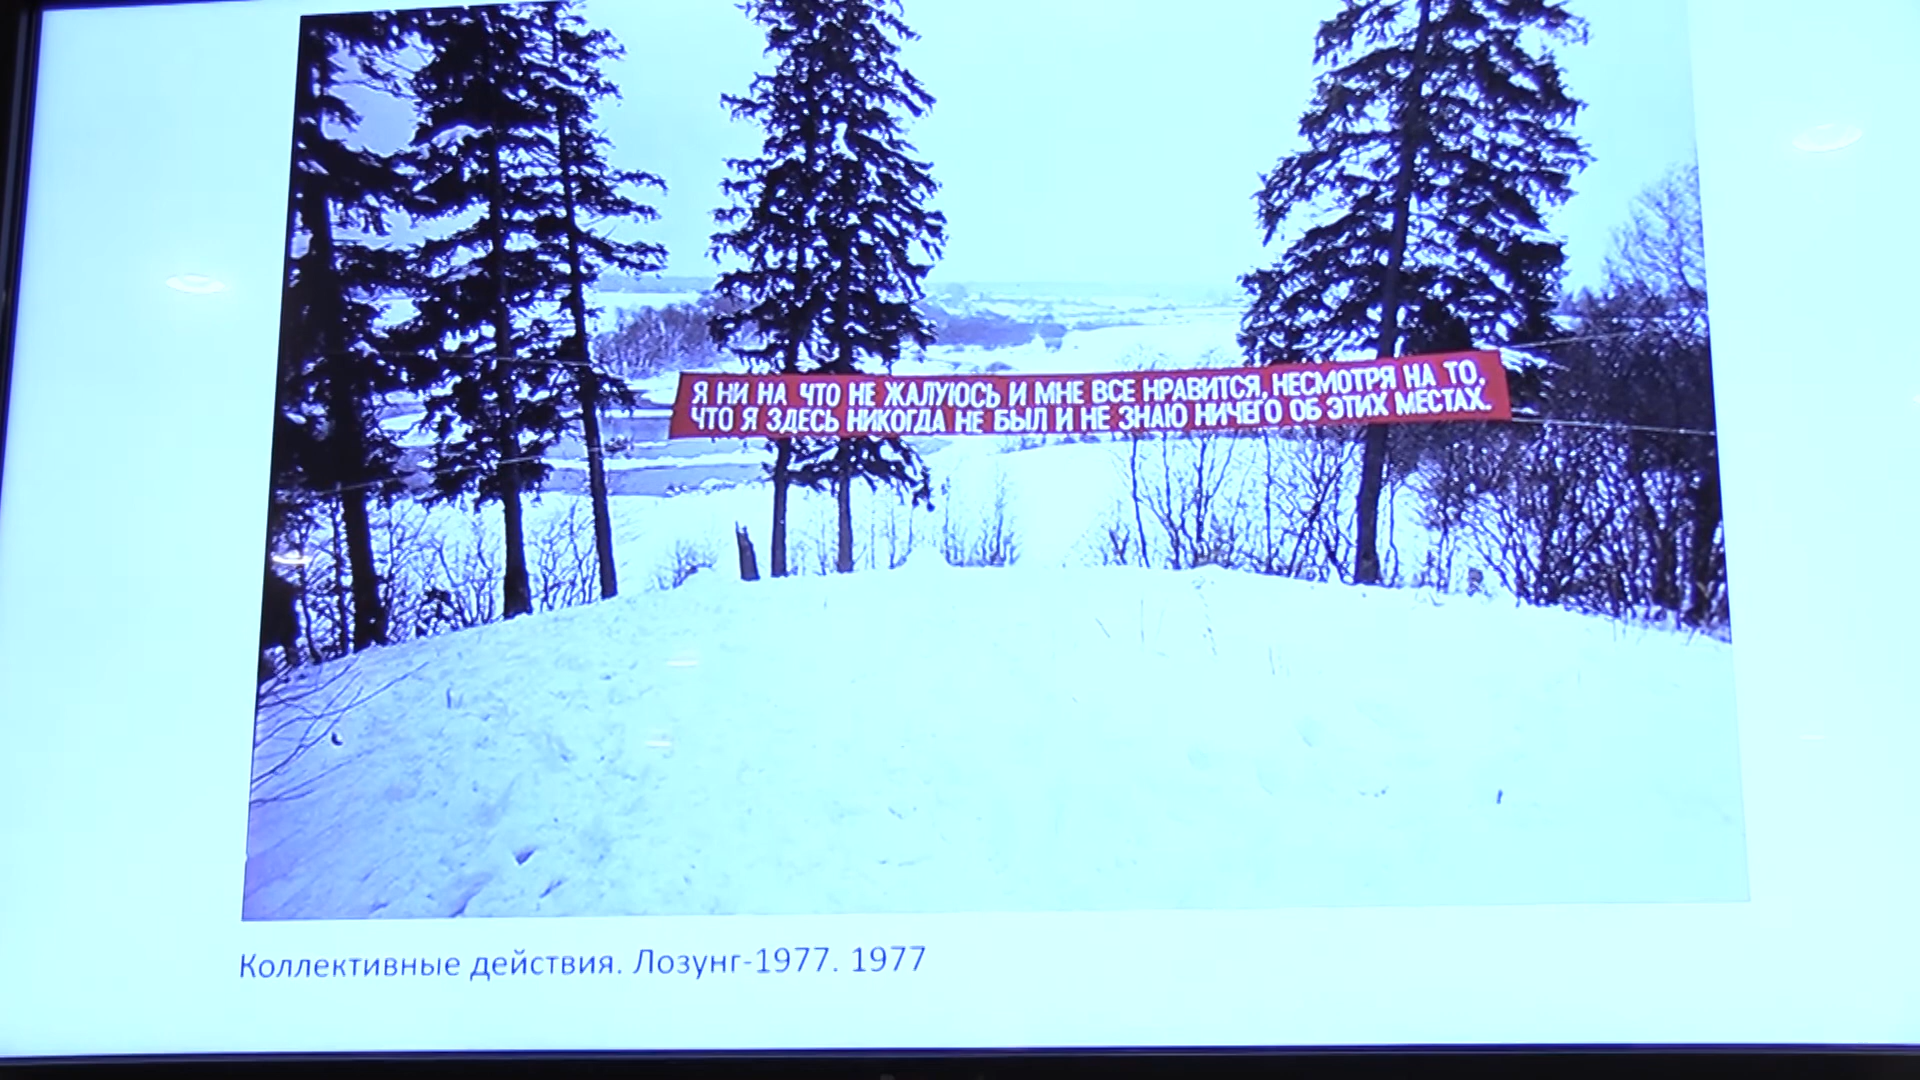 Я НИ НА ЧТО НЕ ЖАЛУЮСЬ И МНЕ ВСЕ НРАВИТСЯ, НЕСМОТРЯ НА ТО,
ЧТО Я ЗДЕСЬ НИКОГДА НЕ БЫЛ И НЕ ЗНАЮ НИЧЕГО ОБ ЭТИХ МЕСТАХ.
Коллективные действия. Лозунг-1977. 1977